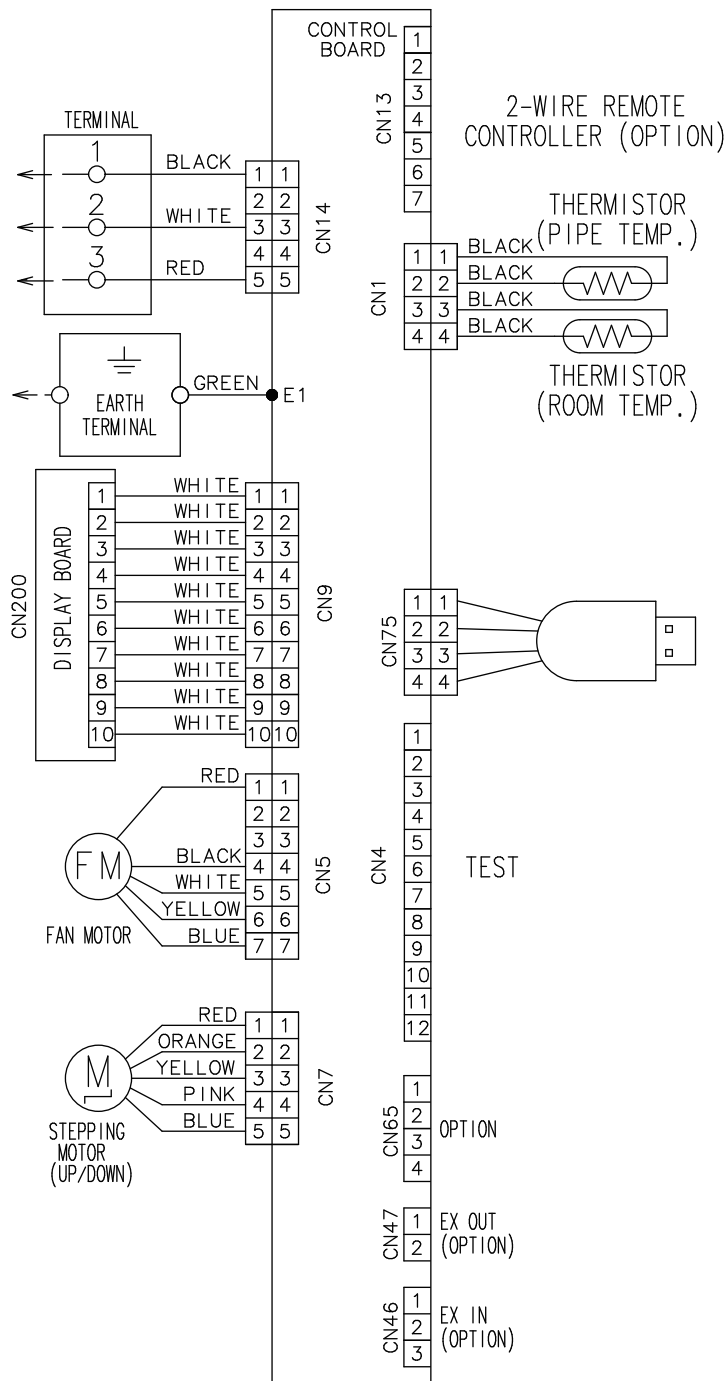 CONTROL
BOARD
CN13
1
2
3
4
5
6
7
2-WIRE REMOTE
CONTROLLER (OPTION)
TERMINAL
1
2
3
BLACK
WHITE
RED
1 1
2 2
3 3
4 4
5 5
CN14
THERMISTOR
(PIPE TEMP.)
CN1
1 1
2 2
3 3
4 4
BLACK
BLACK
BLACK
BLACK
THERMISTOR
(ROOM TEMP.)
EARTH
TERMINAL
GREEN
E1
CN200
DISPLAY BOARD
1
2
3
4
5
6
7
8
9
10
WHITE
WHITE
WHITE
WHITE
WHITE
WHITE
WHITE
WHITE
WHITE
WHITE
1 1
2 2
3 3
4 4
5 5
6 6
7 7
8 8
9 9
10 10
CN9
CN75
1 1
2 2
3 3
4 4
FM
FAN MOTOR
RED
BLACK
WHITE
YELLOW
BLUE
1 1
2 2
3 3
4 4
5 5
6 6
7 7
CN5
CN4
1
2
3
4
5
6
7
8
9
10
11
12
TEST
M
STEPPING
MOTOR
(UP/DOWN)
RED
ORANGE
YELLOW
PINK
BLUE
1 1
2 2
3 3
4 4
5 5
CN7
CN65
1
2
3
4
OPTION
CN47
1
2
EX OUT
(OPTION)
CN46
1
2
3
EX IN
(OPTION)